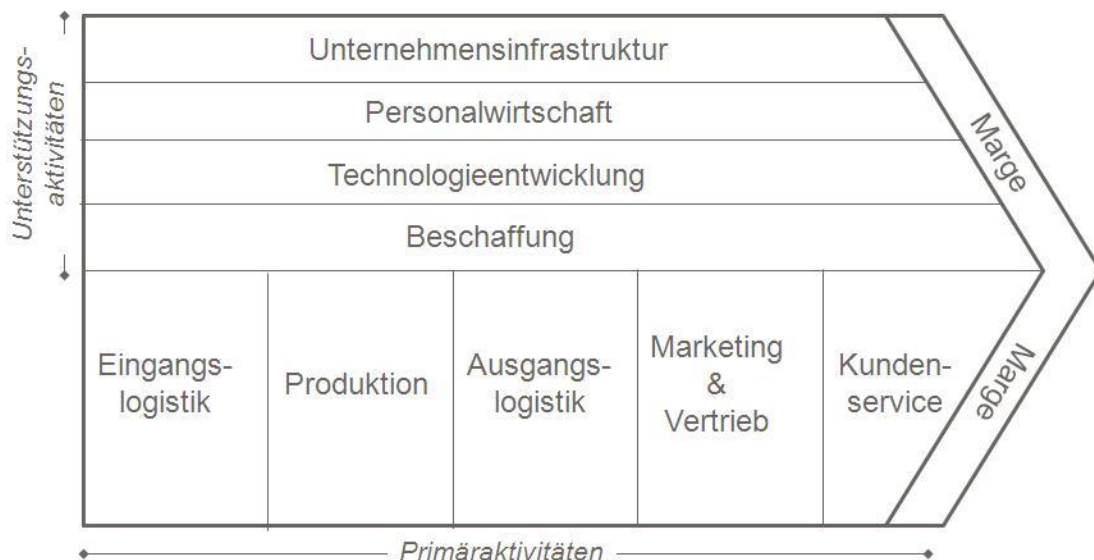 Unterstützungs-
aktivitäten
Unternehmensinfrastruktur
Personalwirtschaft
Technologieentwicklung
Beschaffung
Marge
Eingangs-
logistik
Produktion
Ausgangs-
logistik
Marketing
&
Vertrieb
Kunden-
service
Marge
Primäraktivitäten